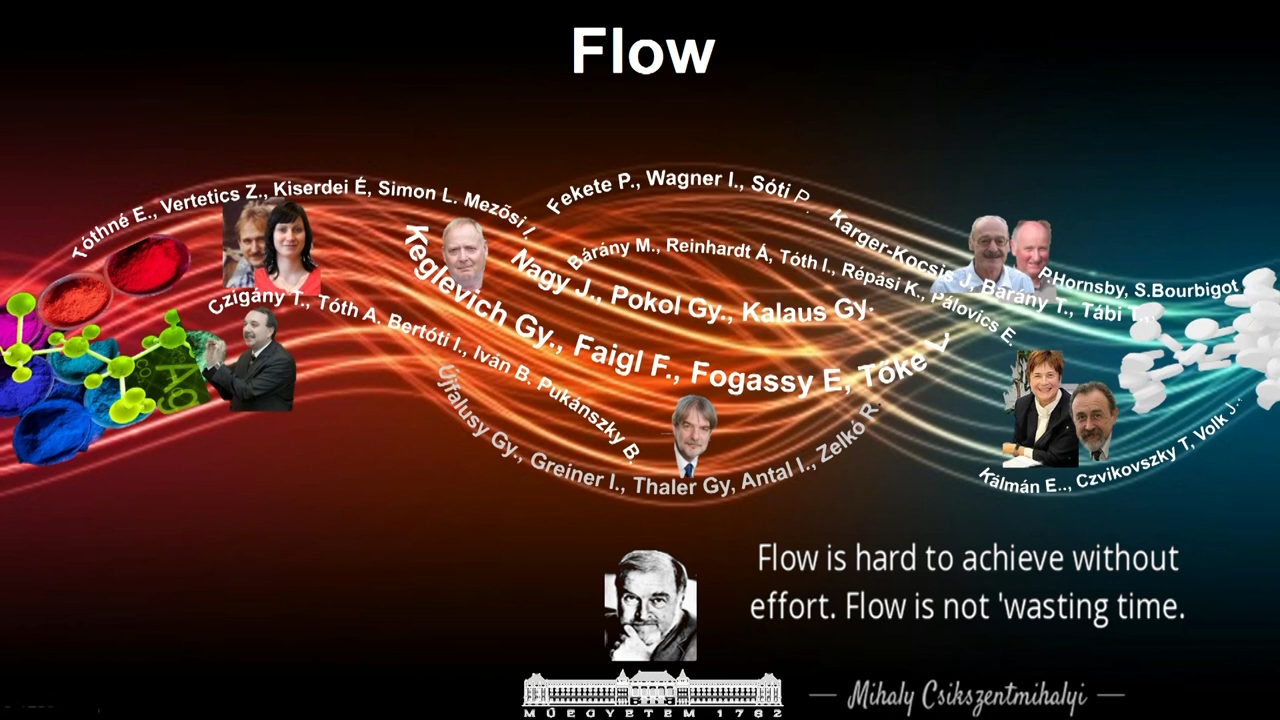 Flow
Tóthné E., Vertetics Z., Kiserdei É, Simon L. Mezősi I.
Fekete P., Wagner I., Sóti P.
Karger-Kocsis J, Bárány T., Tábi T.,.
P.Hornsby, S.Bourbigot
Bárány M., Reinhardt Á, Tóth I., Répási K., Pálovics E.
Nagy J., Pokol Gy., Kalaus Gy.
Keglevich Gy., Faigl F., Fogassy E, Tőke
Czigány T., Tóth A. Bertóti I., Iván B. Pukánszky B.
Újfalusy Gy., Greiner I., Thaler Gy, Antal I., Zelkó R.
Kálmán E.., Czvikovszky T, Volk J..
Ag
Flow is hard to achieve without
effort. Flow is not 'wasting time.
MŰEGYETEM 1782
— Mihaly Csikszentmihalyi —